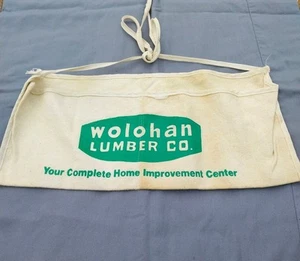 wolohan
LUMBER CO.
Your Complete Home Improvement Center